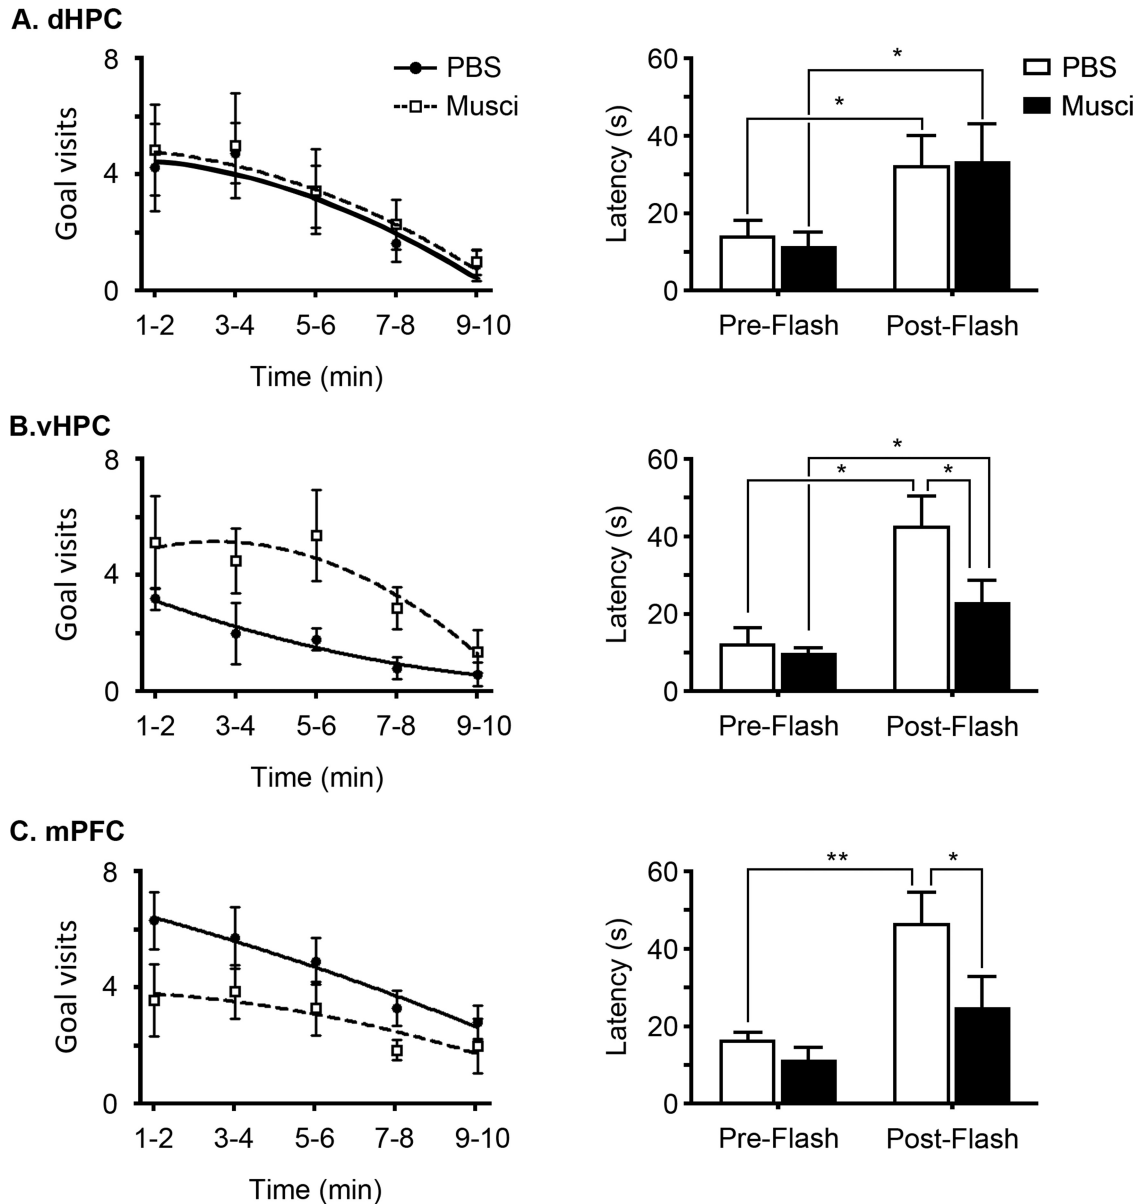 A. dHPC
8
4
0
Goal visits
PBS
Musci
1-2 3-4 5-6 7-8 9-10
Time (min)
60
40
20
0
Latency (s)
*
*
PBS
Musci
Pre-Flash Post-Flash
B.vHPC
8
4
0
Goal visits
1-2 3-4 5-6 7-8 9-10
Time (min)
60
40
20
0
Latency (s)
*
* *
Pre-Flash Post-Flash
C. mPFC
8
4
0
Goal visits
1-2 3-4 5-6 7-8 9-10
Time (min)
60
40
20
0
Latency (s)
** *
Pre-Flash Post-Flash